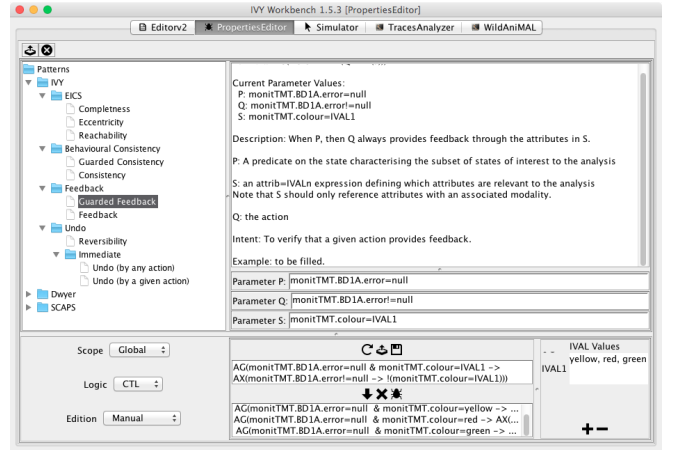 IVY Workbench 1.5.3 [PropertiesEditor]
Editorv2
PropertiesEditor
Simulator
TracesAnalyzer
WildAniMAL
Patterns
IVY
EICS
Completness
Eccentricity
Reachability
Behavioural Consistency
Guarded Consistency
Consistency
Feedback
Guarded Feedback
Feedback
Undo
Reversibility
Immediate
Undo (by any action)
Undo (by a given action)
Dwyer
SCAPS
Current Parameter Values:
P: monitTMT.BD1A.error=null
Q: monitTMT.BD1A.error!=null
S: monitTMT.colour=IVAL1
Description: When P, then Q always provides feedback through the attributes in S.
P: A predicate on the state characterising the subset of states of interest to the analysis
S: an attrib=IVALn expression defining which attributes are relevant to the analysis
Note that S should only reference attributes with an associated modality.
Q: the action
Intent: To verify that a given action provides feedback.
Example: to be filled.
Parameter P: monitTMT.BD1A.error=null
Parameter Q: monitTMT.BD1A.error!=null
Parameter S: monitTMT.colour=IVAL1
Scope Global
Logic CTL
Edition Manual
AG(monitTMT.BD1A.error=null & monitTMT.colour=IVAL1 ->
AX(monitTMT.BD1A.error!=null -> !(monitTMT.colour=IVAL1)))
AG(monitTMT.BD1A.error=null & monitTMT.colour=yellow -> ...
AG(monitTMT.BD1A.error=null & monitTMT.colour=red -> AX(...
AG(monitTMT.BD1A.error=null & monitTMT.colour=green -> ...
- - IVAL Values
IVAL1 yellow, red, green